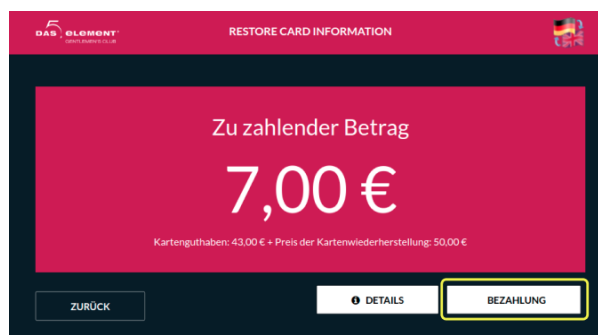 5
DAS ELEMENT
GENTLEMEN'S CLUB
RESTORE CARD INFORMATION
Zu zahlender Betrag
7,00 €
Kartenguthaben: 43,00 € + Preis der Kartenwiederherstellung: 50,00 €
ZURÜCK
DETAILS
BEZAHLUNG